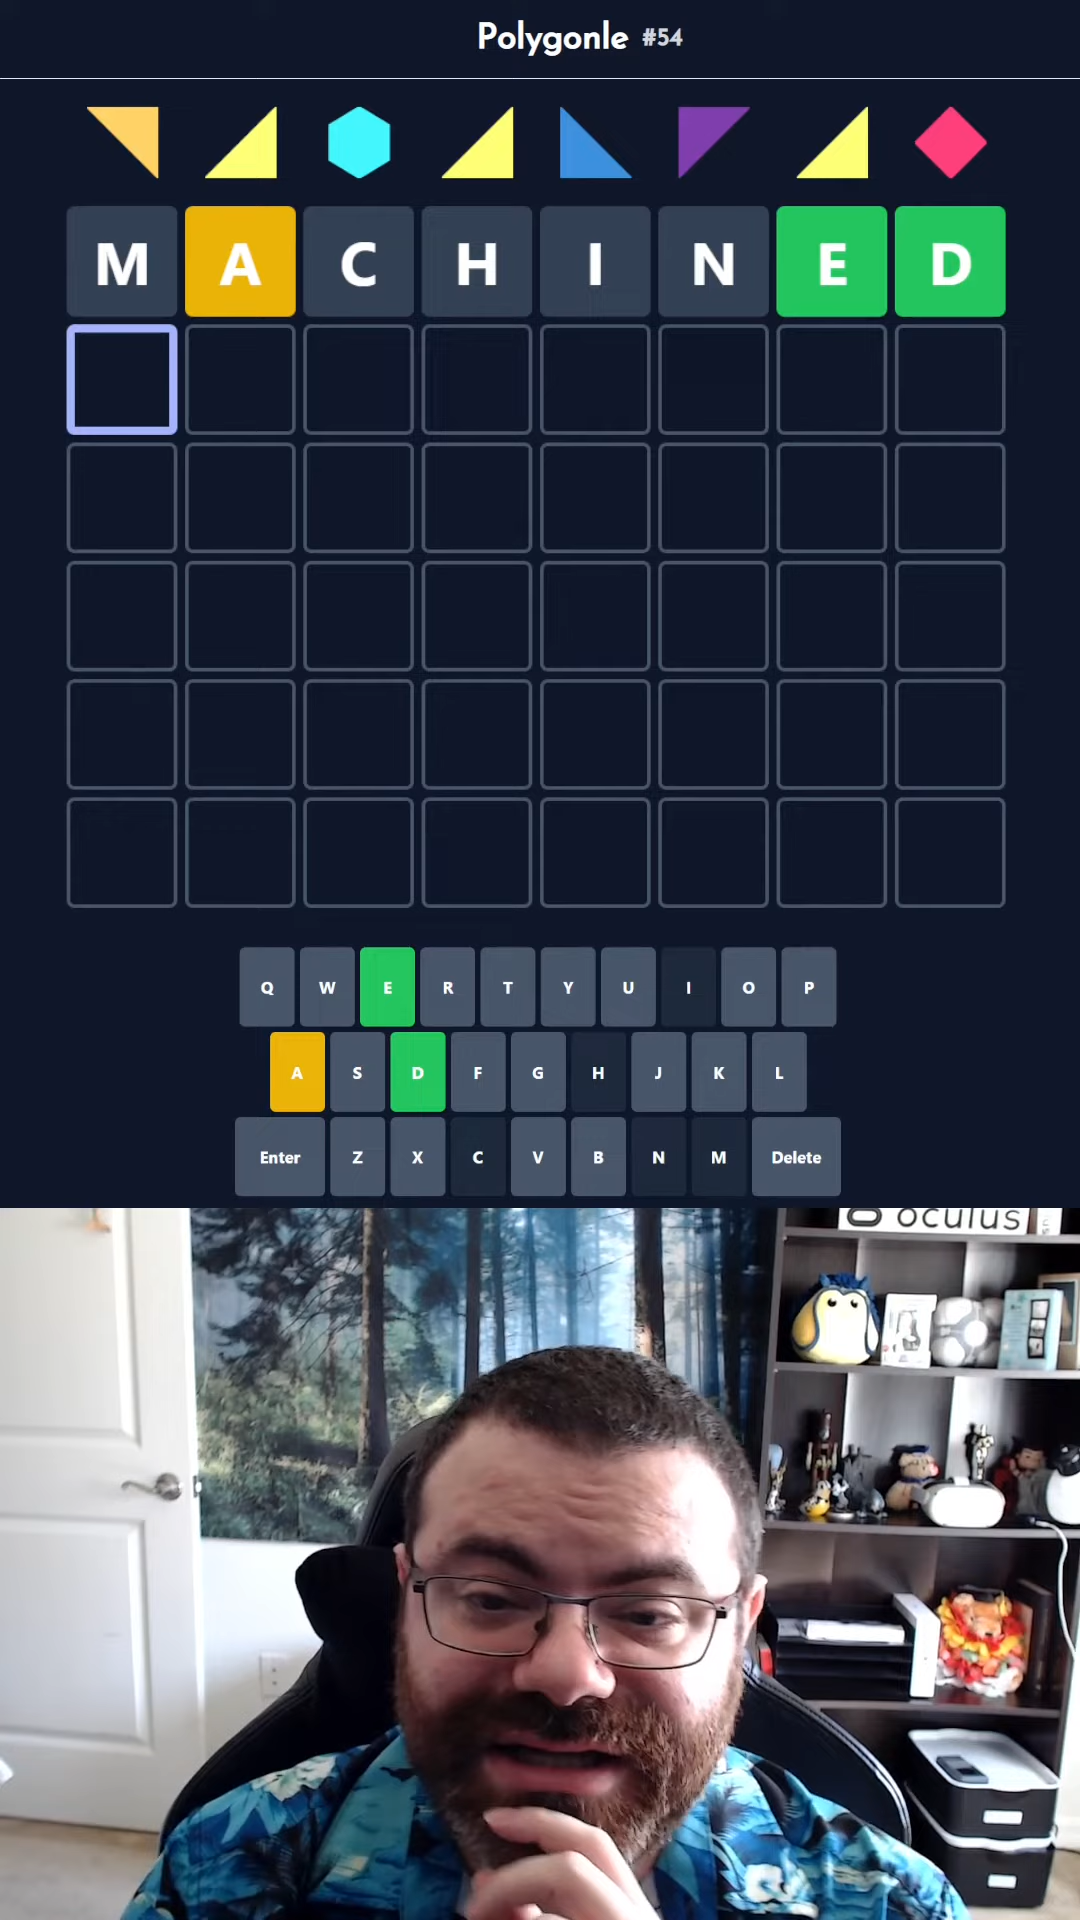 Polygonle #54
M A C H I N E D
Q W E R T Y U I O P
A S D F G H J K L
Enter Z X C V B N M Delete
oculus